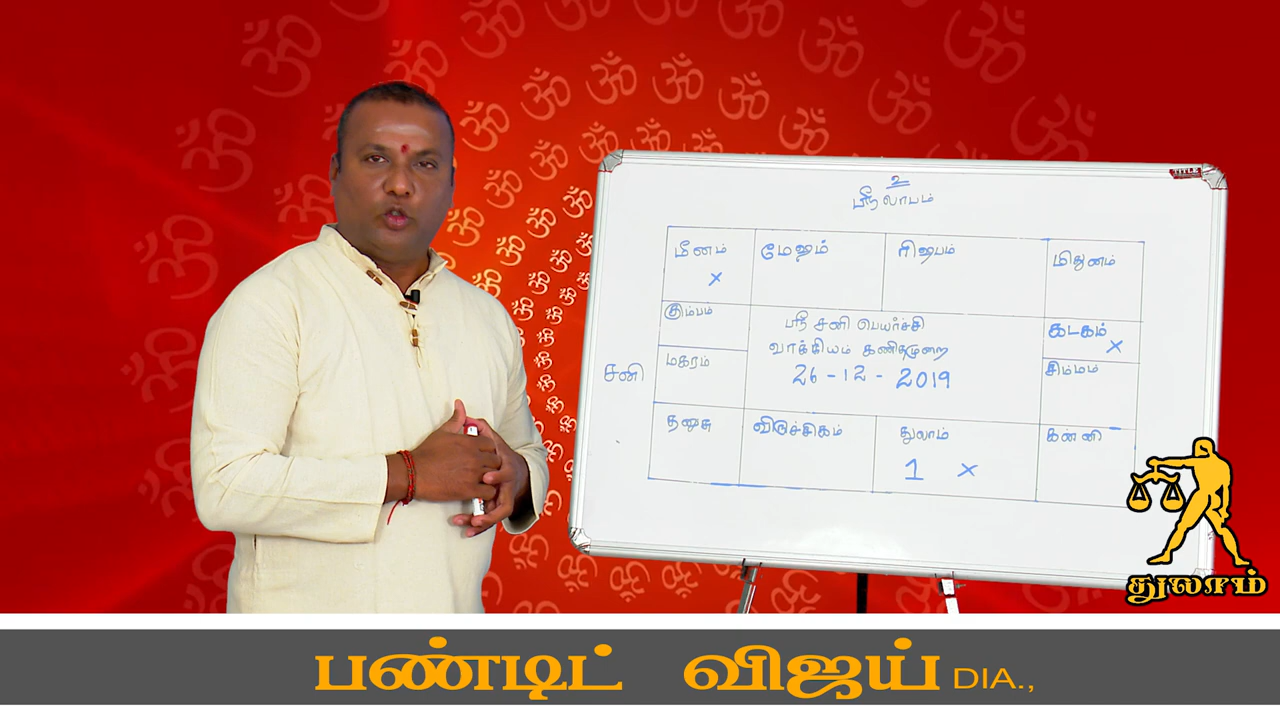 உ
ஸ்ரீ லாபம்
மீனம் மேஷம் ரிஷபம் மிதுனம்
x
கும்பம் ஸ்ரீ சனி பெயர்ச்சி கடகம்
x
வாக்கியம் கணிதமுறை
சனி மகரம் 26-12-2019 சிம்மம்
தனுசு விருச்சிகம் துலாம் கன்னி
1 x
TITLE
துலாம்
பண்டிட் விஜய் DIA.,